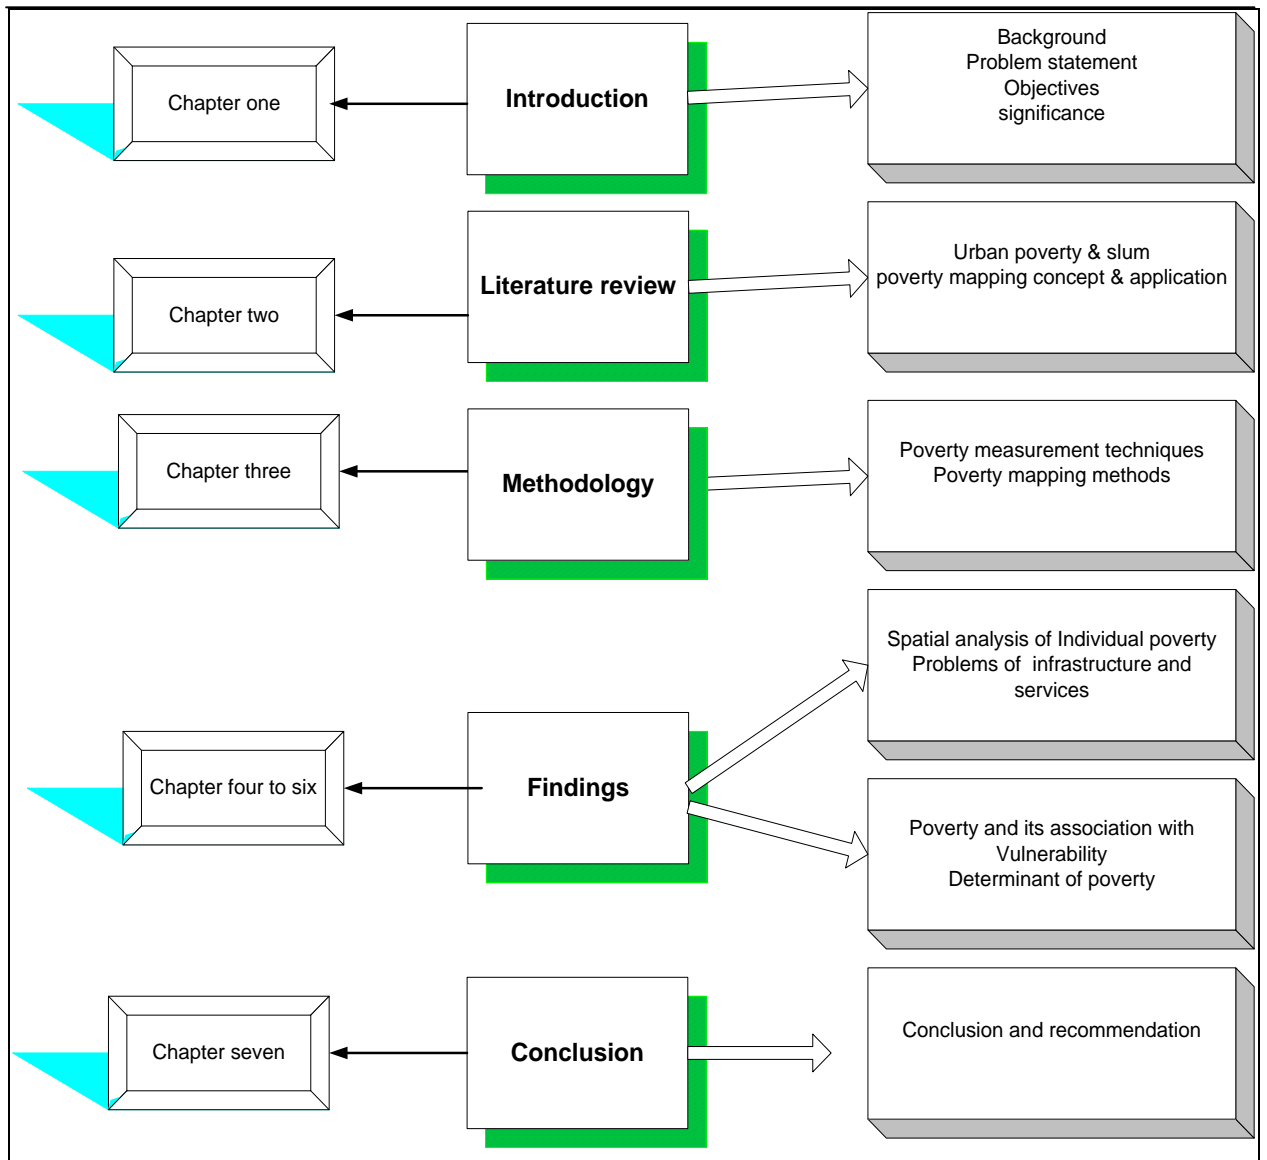 Chapter one
Introduction
Background
Problem statement
Objectives
significance
Chapter two
Literature review
Urban poverty & slum
poverty mapping concept & application
Chapter three
Methodology
Poverty measurement techniques
Poverty mapping methods
Chapter four to six
Findings
Spatial analysis of Individual poverty
Problems of infrastructure and
services
Poverty and its association with
Vulnerability
Determinant of poverty
Chapter seven
Conclusion
Conclusion and recommendation